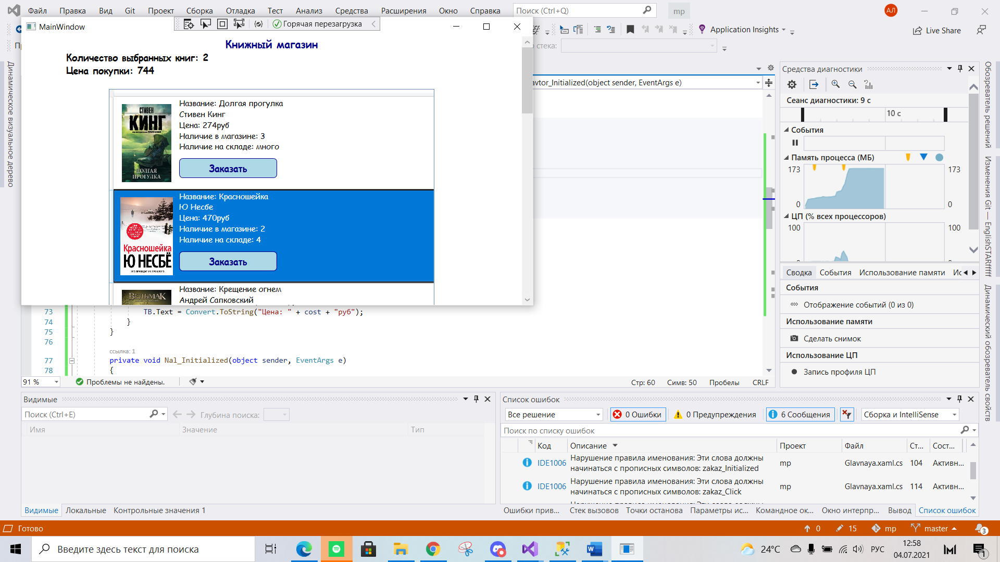 Файл Правка Вид Git Проект Сборка Отладка Тест Анализ Средства Расширения Окно Справка Поиск (Ctrl+Q) mp АЛ
MainWindow
Горячая перезагрузка
Application Insights
Live Share
Книжный магазин
Количество выбранных книг: 2
Цена покупки: 744
СТИВЕН
КИНГ
ДОЛГАЯ
ПРОГУЛКА
Название: Долгая прогулка
Стивен Кинг
Цена: 274руб
Наличие в магазине: 3
Наличие на складе: много
Заказать
Красношейка
Ю НЕСБЁ
Название: Красношейка
Ю Несбе
Цена: 470руб
Наличие в магазине: 2
Наличие на складе: 4
Заказать
ВЕДЬМАК
Название: Крещение огнем
Андрей Сапковский
стека:
avtor_Initialized(object sender, EventArgs e)
Динамическое визуальное дерево
73 TB.Text = Convert.ToString("Цена: " + cost + "руб");
74 }
75 }
76
ссылка: 1
77 private void Nal_Initialized(object sender, EventArgs e)
78 {
91 % Проблемы не найдены. Стр: 60 Симв: 50 Пробелы CRLF
Средства диагностики
Сеанс диагностики: 9 с
10 с
События
Память процесса (МБ)
173 173
0 0
ЦП (% всех процессоров)
100 100
Сводка События Использование памяти Ис
События
Отображение событий (0 из 0)
Использование памяти
Сделать снимок
Использование ЦП
Запись профиля ЦП
Обозреватель решений
Изменения Git — EnglishSTARffffff
Динамический обозреватель свойств
Видимые
Поиск (Ctrl+E) Глубина поиска:
Имя Значение Тип
Видимые Локальные Контрольные значения 1
Список ошибок
Все решение 0 Ошибки 0 Предупреждения 6 Сообщения Сборка и IntelliSense
Поиск по списку ошибок
Код Описание Проект Файл Ст... Сост...
IDE1006 Нарушение правила именования: Эти слова должны начинаться с прописных символов: zakaz_Initialized mp Glavnaya.xaml.cs 104 Активн...
IDE1006 Нарушение правила именования: Эти слова должны начинаться с прописных символов: zakaz_Click mp Glavnaya.xaml.cs 114 Активн...
Ошибки прив... Стек вызовов Точки останова Параметры ис... Командное ок... Окно интерпр... Вывод Список ошибок
Готово 0 15 mp master 3
Введите здесь текст для поиска
24°C РУС 12:58
04.07.2021 1